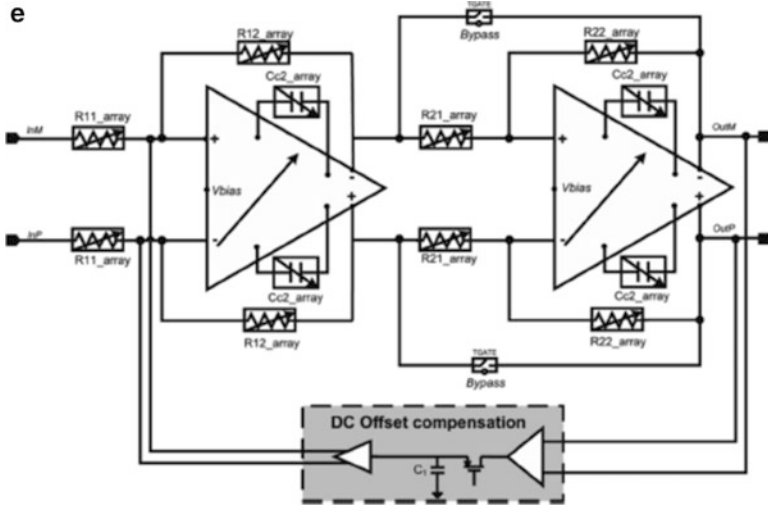 e
TGATE
Bypass
R12_array
R22_array
Cc2_array
Cc2_array
R11_array
R21_array
InM
OutM
+
-
+
-
Vbias
+
Vbias
+
InP
-
-
OutP
R11_array
R21_array
Cc2_array
Cc2_array
R12_array
R22_array
TGATE
Bypass
DC Offset compensation
C1